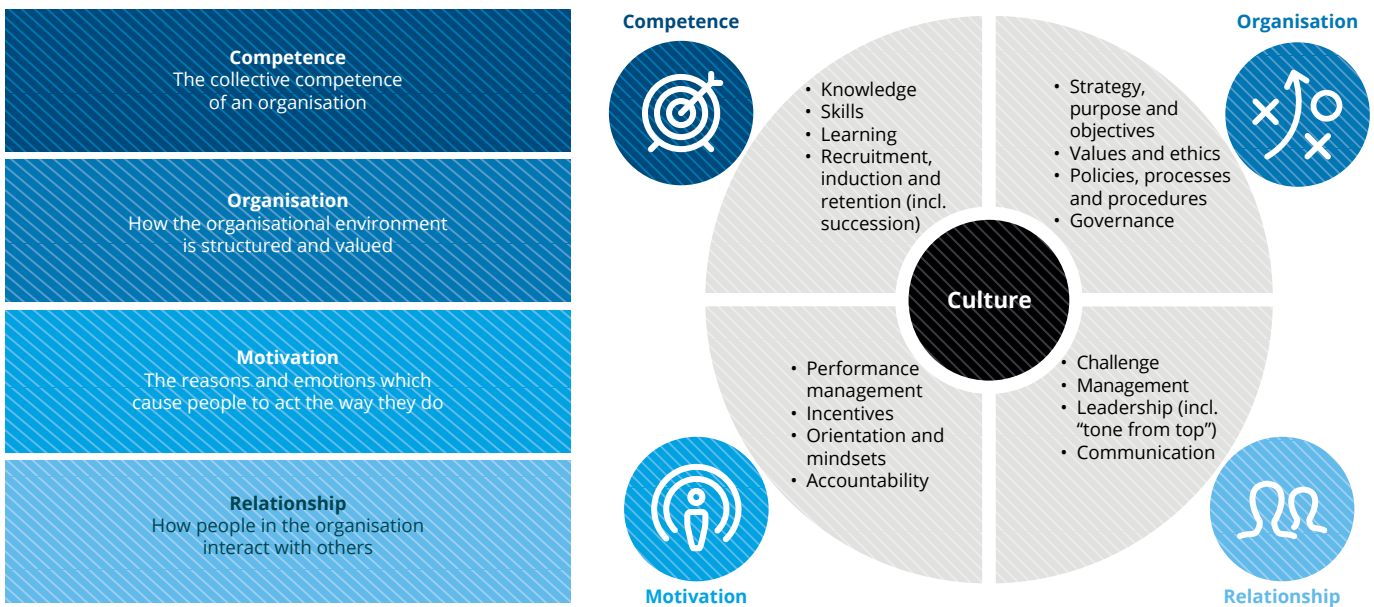 Competence
The collective competence
of an organisation
Organisation
How the organisational environment
is structured and valued
Motivation
The reasons and emotions which
cause people to act the way they do
Relationship
How people in the organisation
interact with others
Competence
• Knowledge
• Skills
• Learning
• Recruitment,
induction and
retention (incl.
succession)
Organisation
• Strategy,
purpose and
objectives
• Values and ethics
• Policies, processes
and procedures
• Governance
Culture
• Performance
management
• Incentives
• Orientation and
mindsets
• Accountability
Motivation
• Challenge
• Management
• Leadership (incl.
“tone from top”)
• Communication
Relationship